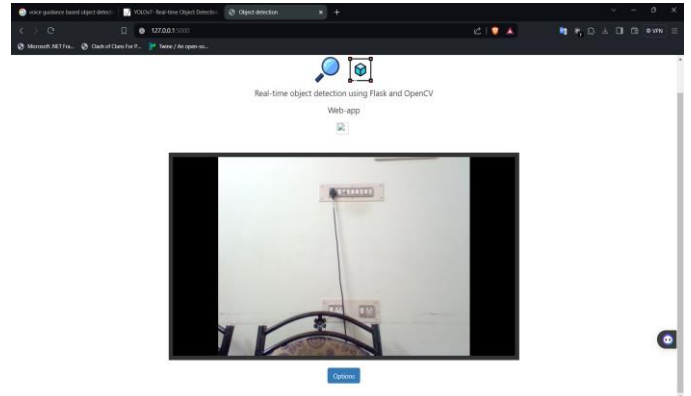 voice guidance based object detect
YOLOv7- Real-time Object Detectio
Object detection
127.0.0.1:5000
VPN
Microsoft .NET Fra...
Clash of Clans For P...
Twine / An open-so...
Real-time object detection using Flask and OpenCV
Web-app
Options